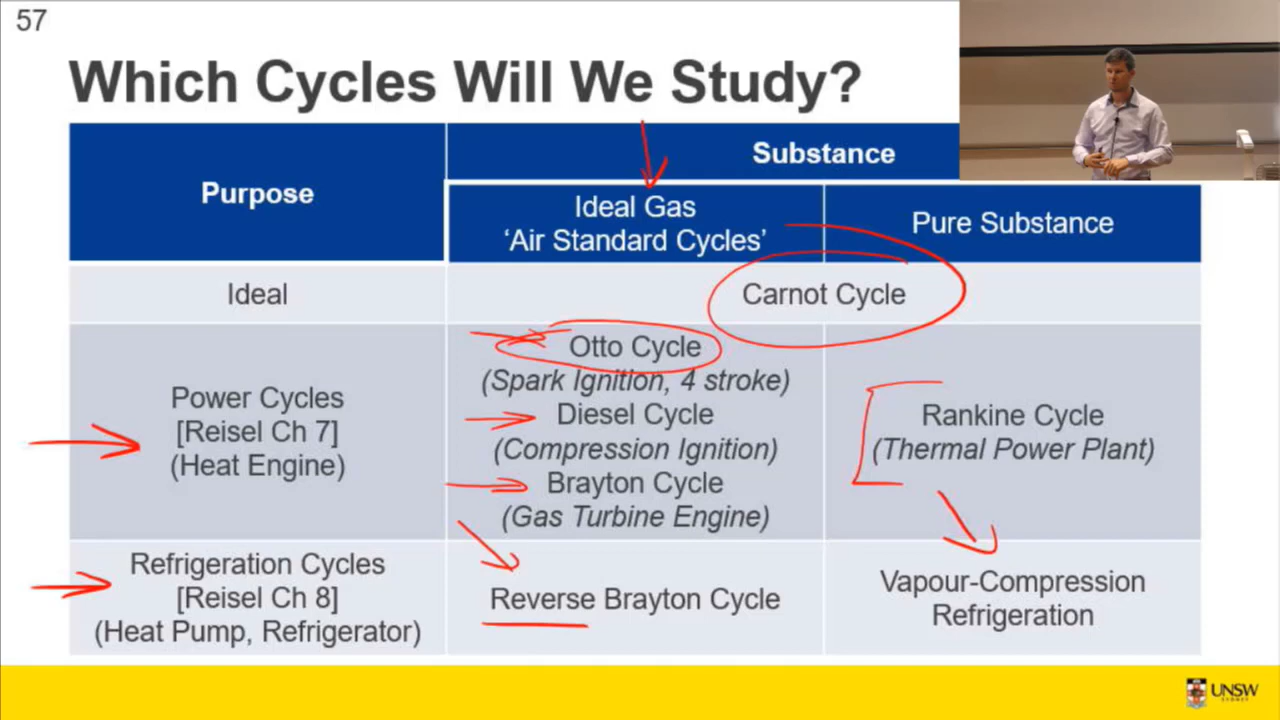 57
Which Cycles Will We Study?
Purpose
Substance
Ideal Gas
‘Air Standard Cycles’
Pure Substance
Ideal
Carnot Cycle
Power Cycles
[Reisel Ch 7]
(Heat Engine)
Otto Cycle
(Spark Ignition, 4 stroke)
Diesel Cycle
(Compression Ignition)
Brayton Cycle
(Gas Turbine Engine)
Rankine Cycle
(Thermal Power Plant)
Refrigeration Cycles
[Reisel Ch 8]
(Heat Pump, Refrigerator)
Reverse Brayton Cycle
Vapour-Compression
Refrigeration
UNSW
SYDNEY